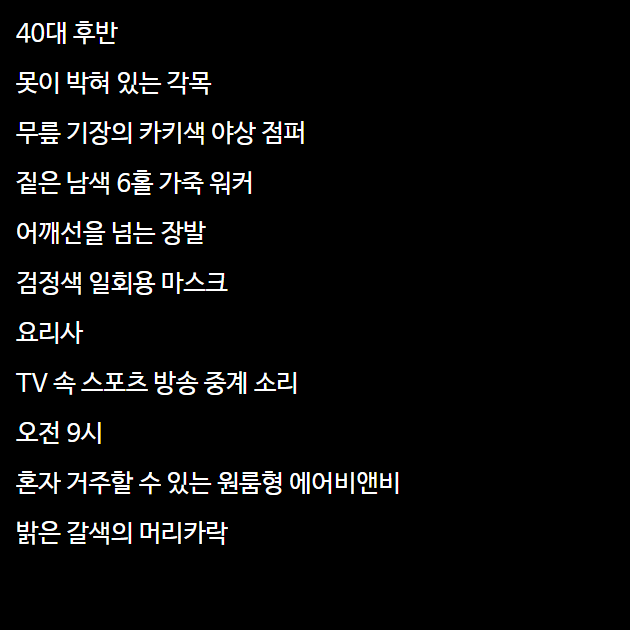 40대 후반
못이 박혀 있는 각목
무릎 기장의 카키색 야상 점퍼
짙은 남색 6홀 가죽 워커
어깨선을 넘는 장발
검정색 일회용 마스크
요리사
TV 속 스포츠 방송 중계 소리
오전 9시
혼자 거주할 수 있는 원룸형 에어비앤비
밝은 갈색의 머리카락